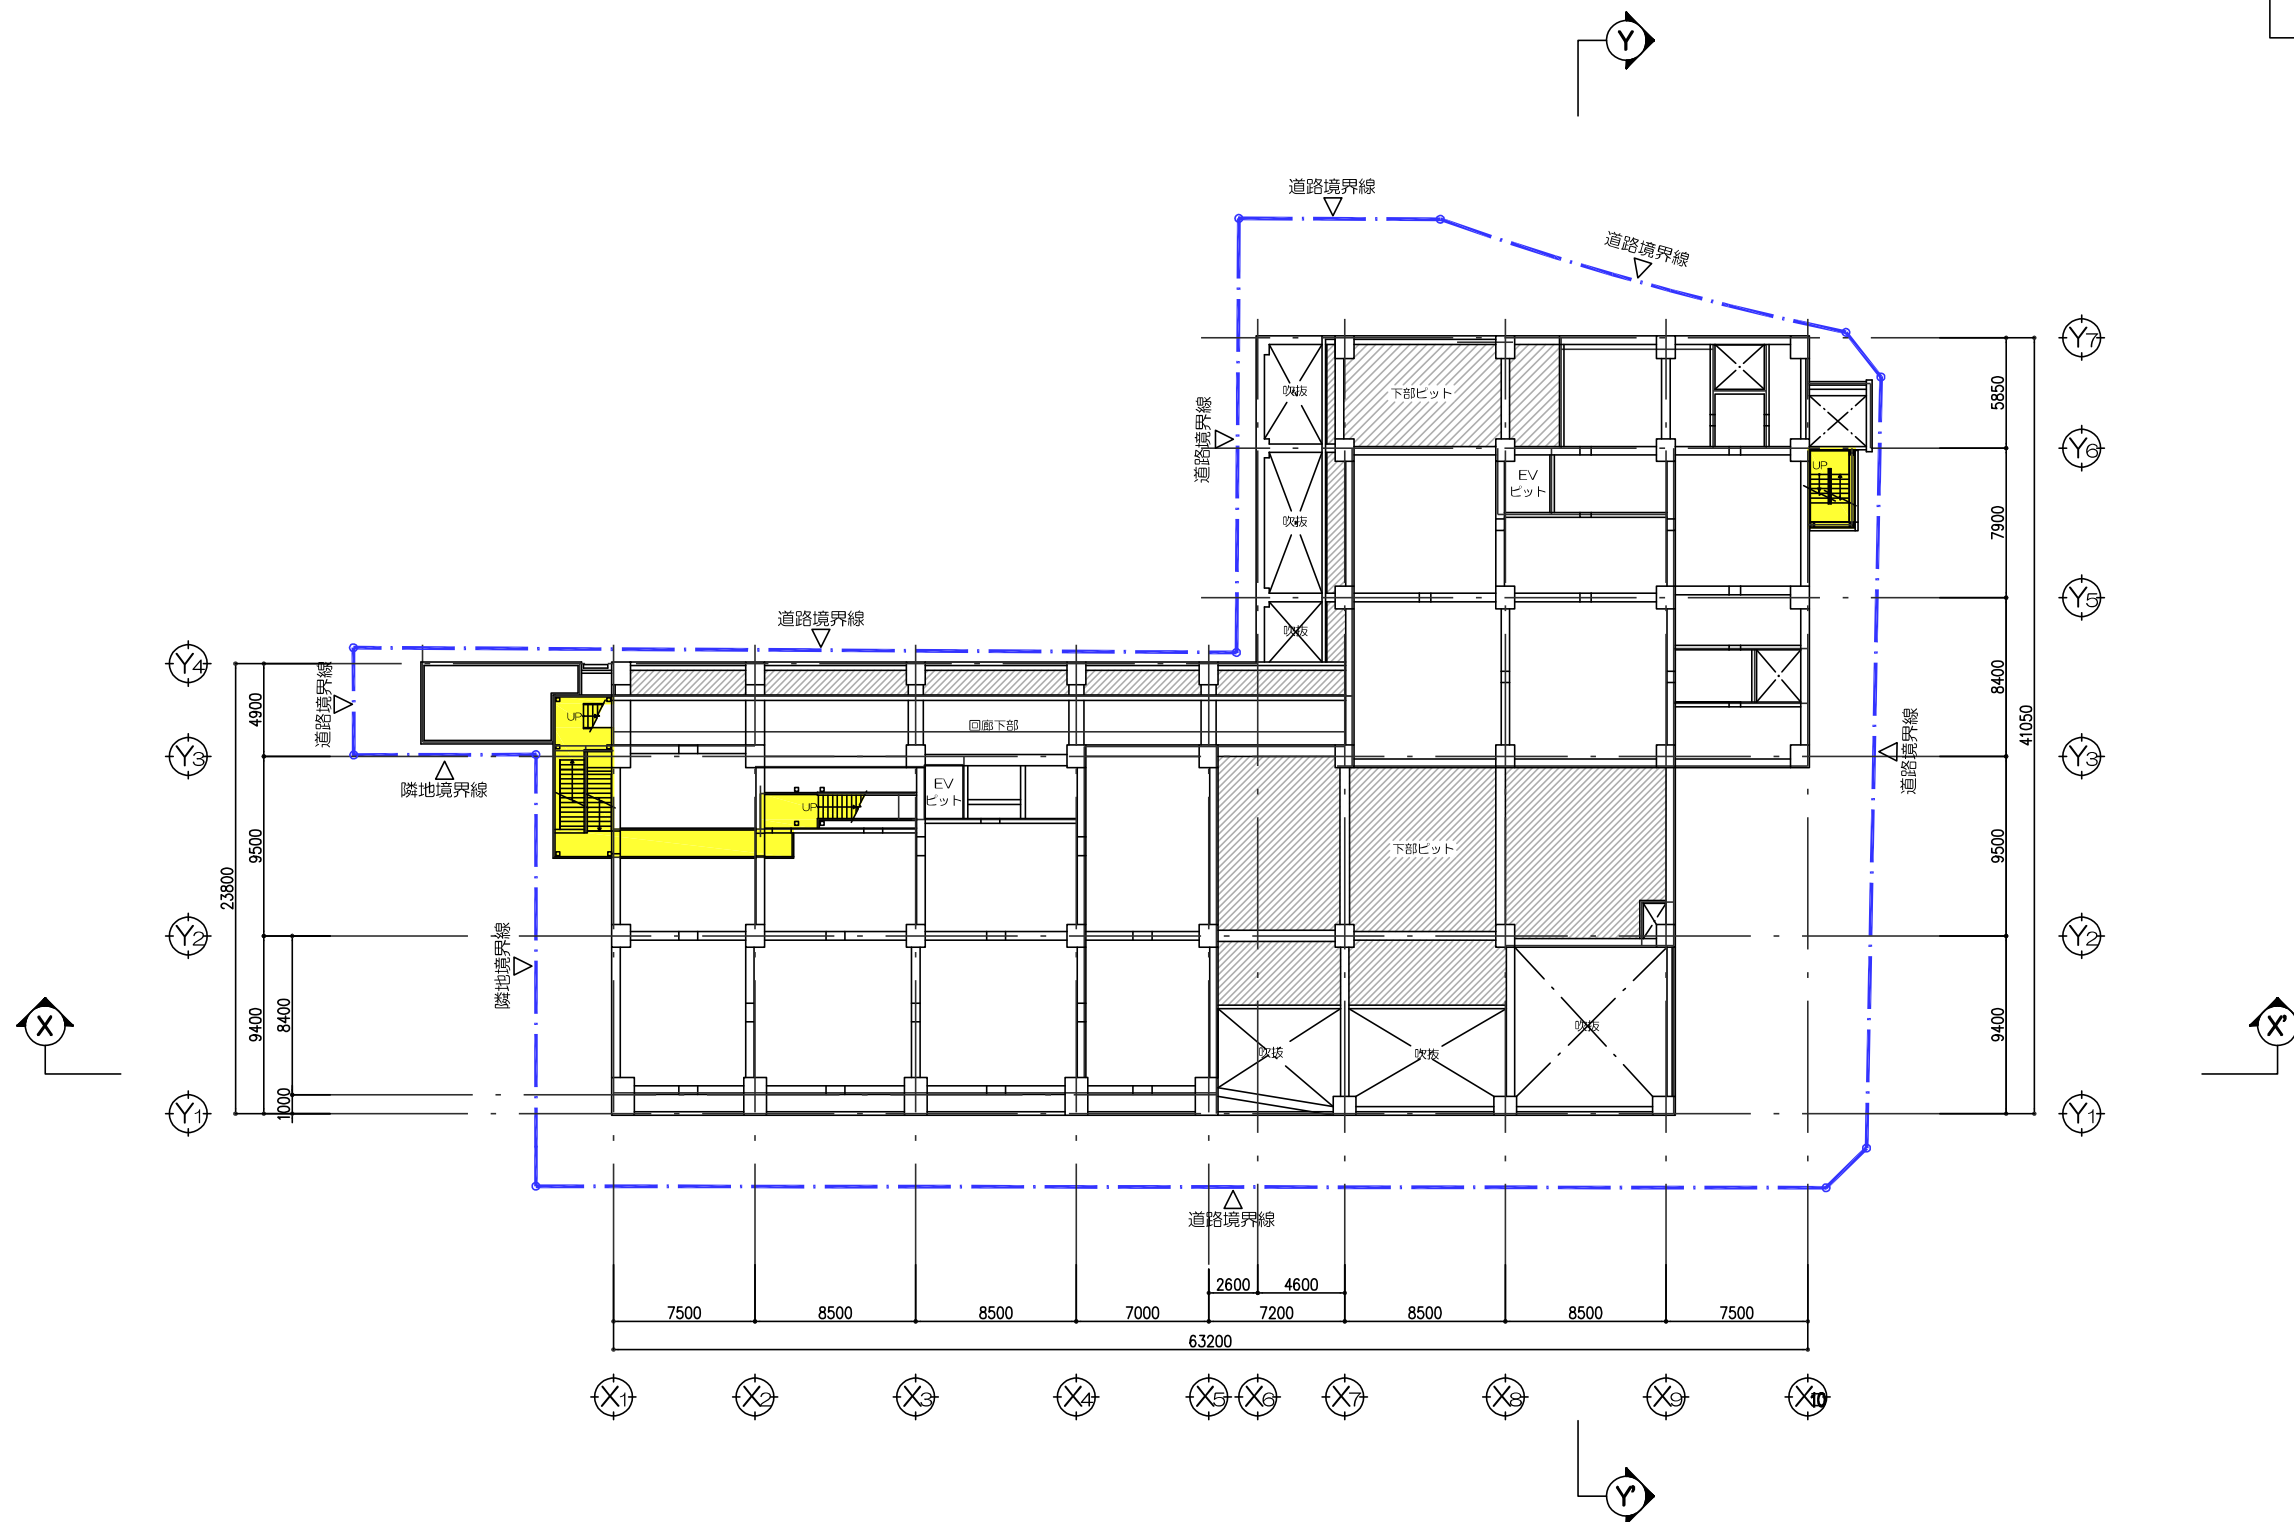 Y
道路境界線
道路境界線
Y7
5850
吹抜
下部ピット
道路境界線
Y6
UP
EV
ピット
7900
吹抜
Y5
道路境界線
吹抜
Y4
道路境界線
4900
8400
41050
UP
回廊下部
道路境界線
Y3
Y3
隣地境界線
EV
ピット
UP
9500
下部ピット
9500
23800
Y2
Y2
隣地境界線
8400
9400
X
吹抜
吹抜
吹抜
9400
X'
1000
Y1
Y1
道路境界線
2600
4600
7500
8500
8500
7000
7200
8500
8500
7500
63200
X1
X2
X3
X4
X5
X6
X7
X8
X9
X10
Y'